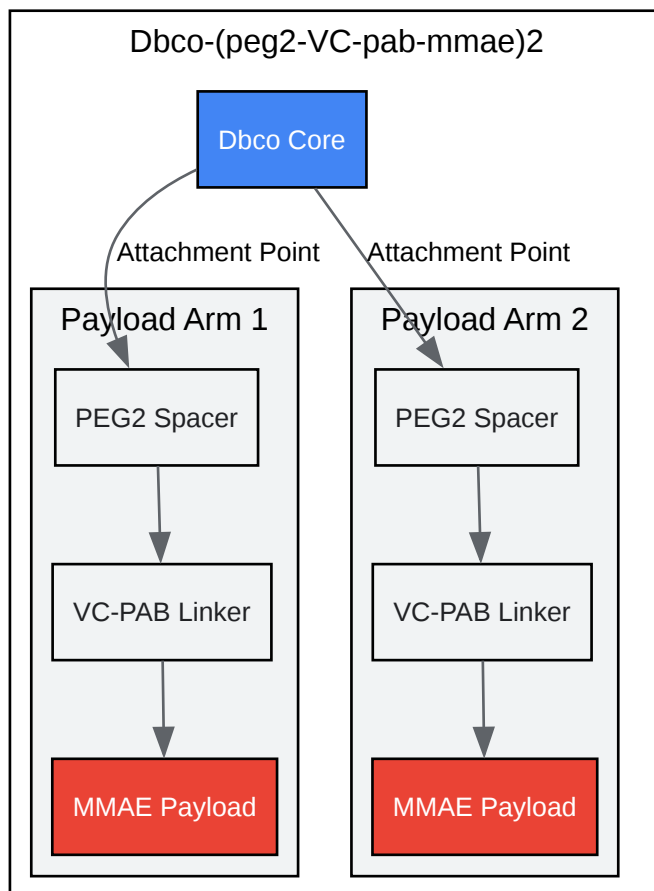 Dbco-(peg2-VC-pab-mmae)2
Dbco Core
Attachment Point
Attachment Point
Payload Arm 1
Payload Arm 2
PEG2 Spacer
PEG2 Spacer
VC-PAB Linker
VC-PAB Linker
MMAE Payload
MMAE Payload